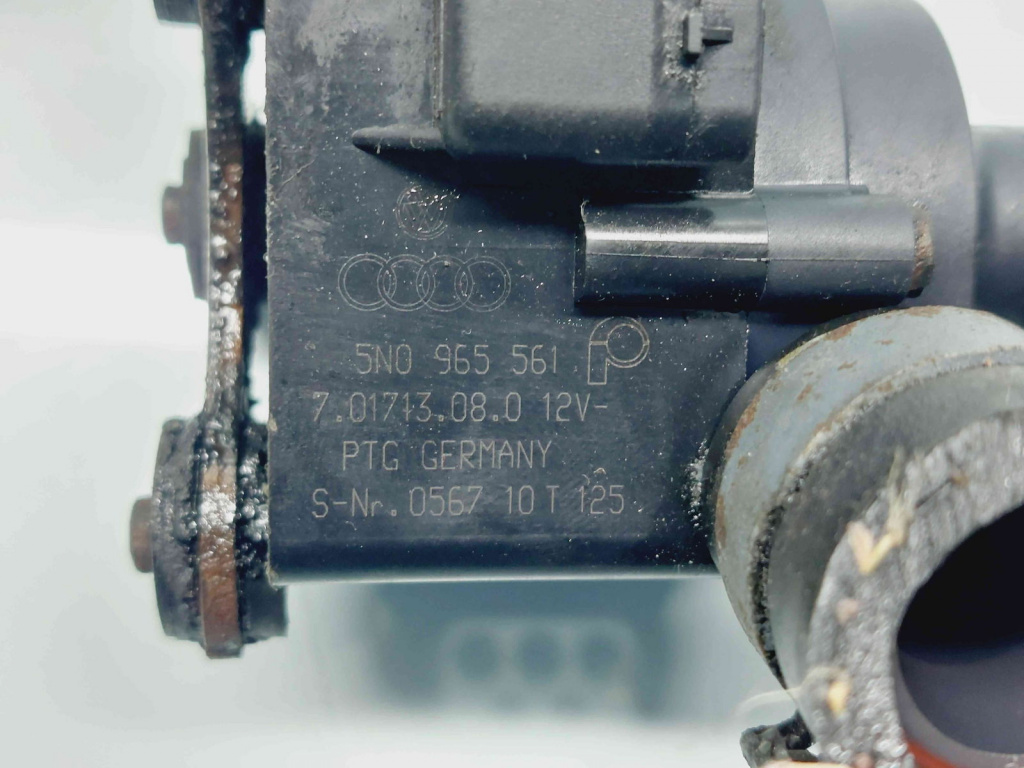 5N0 965 561
7.01713.08.0 12V-
PTG GERMANY
S-Nr. 0567 10 T 125